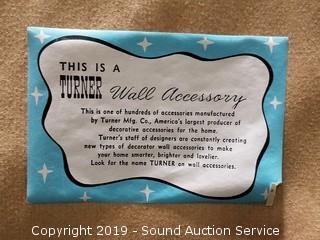 THIS IS A
TURNER Wall Accessory
This is one of hundreds of accessories manufactured
by Turner Mfg. Co., America's largest producer of
decorative accessories for the home.
Turner's staff of designers are constantly creating
new types of decorator wall accessories to make
your home smarter, brighter and lovelier.
Look for the name TURNER on wall accessories.
Copyright 2019 - Sound Auction Service